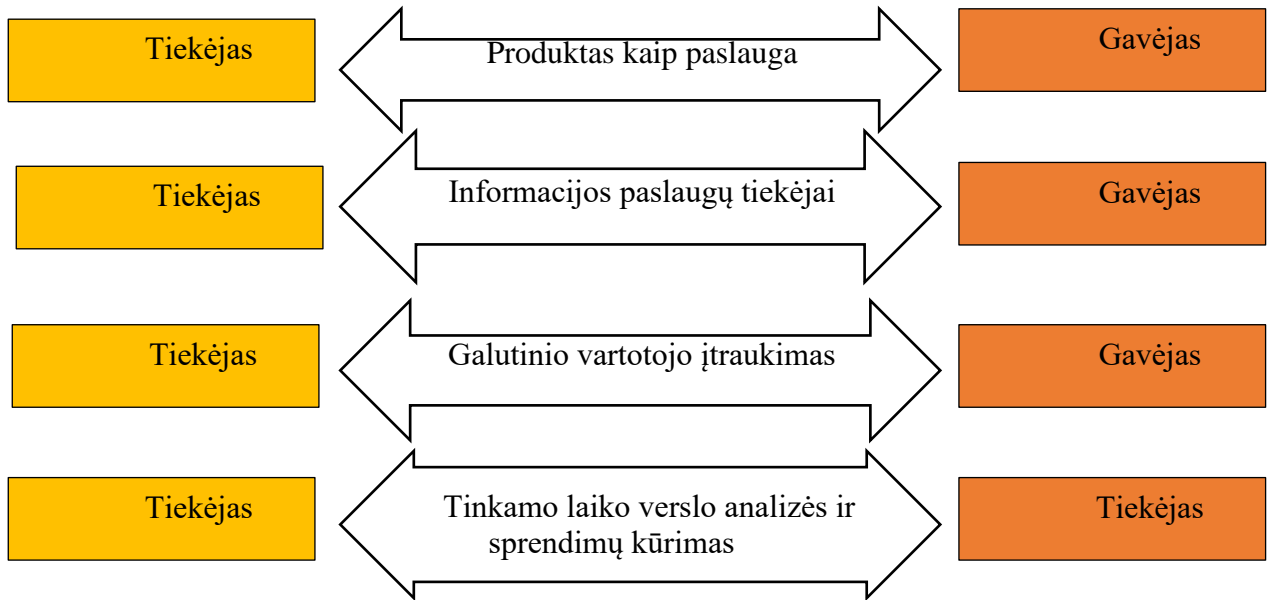 Tiekėjas
Produktas kaip paslauga
Gavėjas
Tiekėjas
Informacijos paslaugų tiekėjai
Gavėjas
Tiekėjas
Galutinio vartotojo įtraukimas
Gavėjas
Tiekėjas
Tinkamo laiko verslo analizės ir
sprendimų kūrimas
Tiekėjas